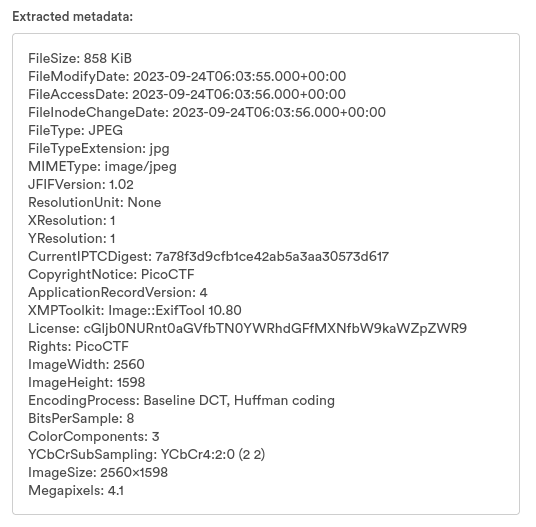 Extracted metadata:
FileSize: 858 KiB
FileModifyDate: 2023-09-24T06:03:55.000+00:00
FileAccessDate: 2023-09-24T06:03:56.000+00:00
FileInodeChangeDate: 2023-09-24T06:03:56.000+00:00
FileType: JPEG
FileTypeExtension: jpg
MIMEType: image/jpeg
JFIFVersion: 1.02
ResolutionUnit: None
XResolution: 1
YResolution: 1
CurrentIPTCDigest: 7a78f3d9cfb1ce42ab5a3aa30573d617
CopyrightNotice: PicoCTF
ApplicationRecordVersion: 4
XMPToolkit: Image::ExifTool 10.80
License: cGljb0NURnt0aGVfbTN0YWRhdGFfMXNfbW9kaWZpZWR9
Rights: PicoCTF
ImageWidth: 2560
ImageHeight: 1598
EncodingProcess: Baseline DCT, Huffman coding
BitsPerSample: 8
ColorComponents: 3
YCbCrSubSampling: YCbCr4:2:0 (2 2)
ImageSize: 2560×1598
Megapixels: 4.1